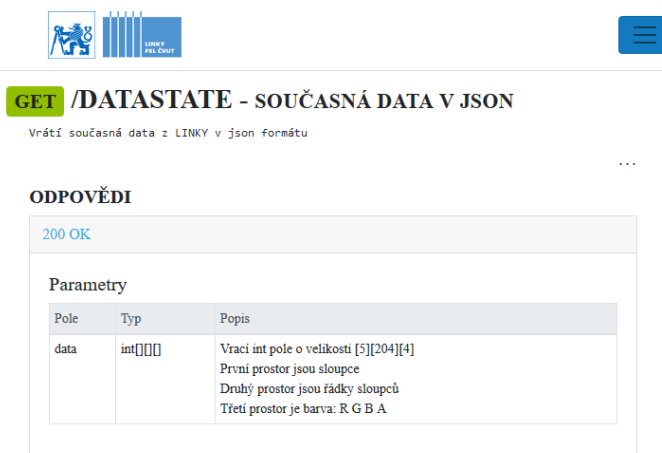 LINKY
FEL ČVUT
GET /DATASTATE - SOUČASNÁ DATA V JSON
Vrátí současná data z LINKY v json formátu
...
ODPOVĚDI
200 OK
Parametry
Pole Typ Popis
data int[][][] Vrací int pole o velikosti [5][204][4]
První prostor jsou sloupce
Druhý prostor jsou řádky sloupců
Třetí prostor je barva: R G B A